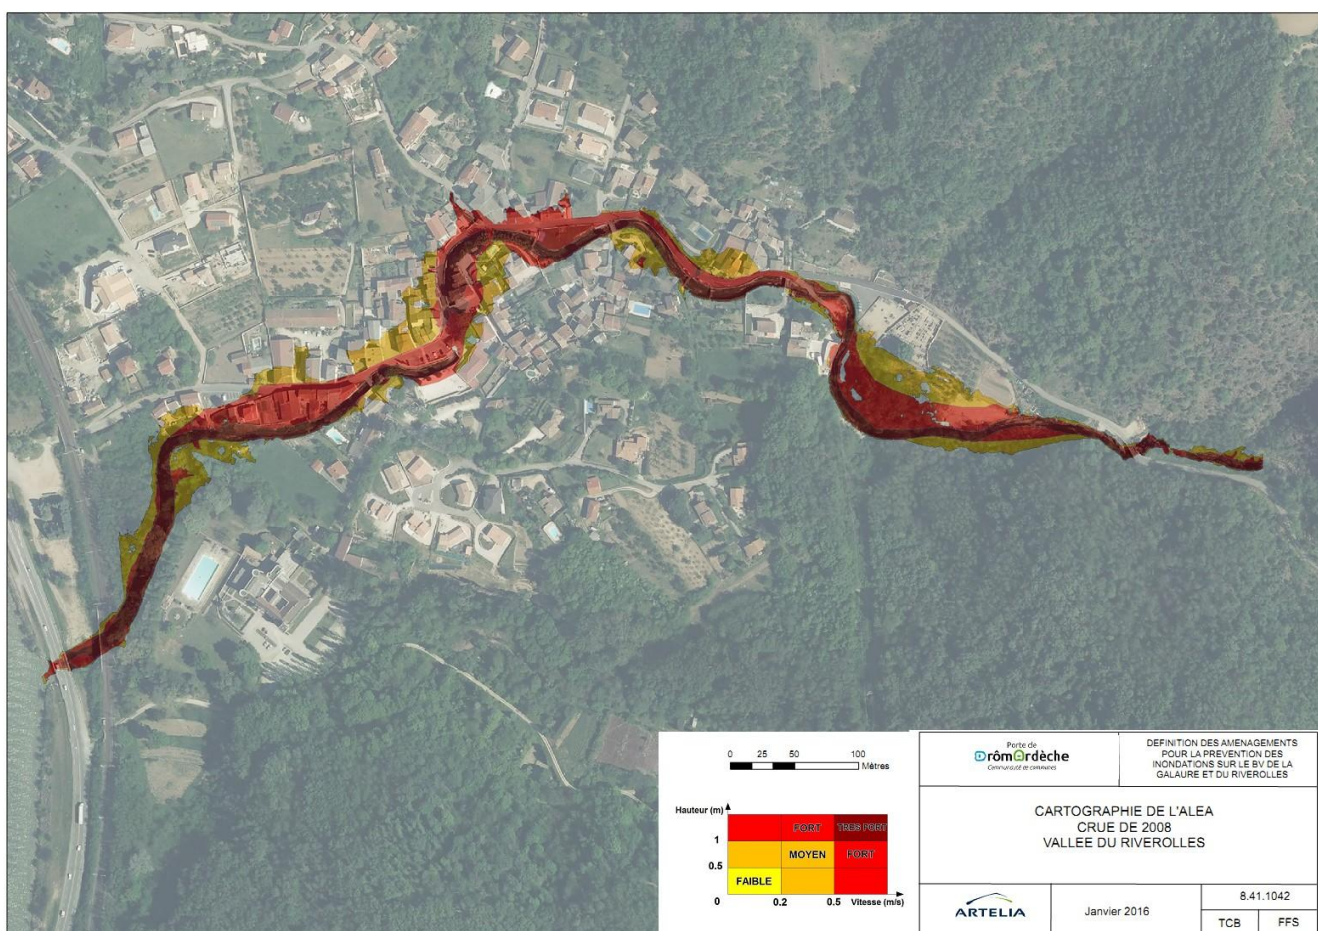 0 25 50 100
Mètres
Hauteur (m)
FORT TRES FORT
1
MOYEN FORT
0.5
FAIBLE
0 0.2 0.5 Vitesse (m/s)
Porte de
DrômArdèche
Communauté de communes
DEFINITION DES AMENAGEMENTS
POUR LA PREVENTION DES
INONDATIONS SUR LE BV DE LA
GALAURE ET DU RIVEROLLES
CARTOGRAPHIE DE L'ALEA
CRUE DE 2008
VALLEE DU RIVEROLLES
ARTELIA
Janvier 2016
8.41.1042
TCB FFS